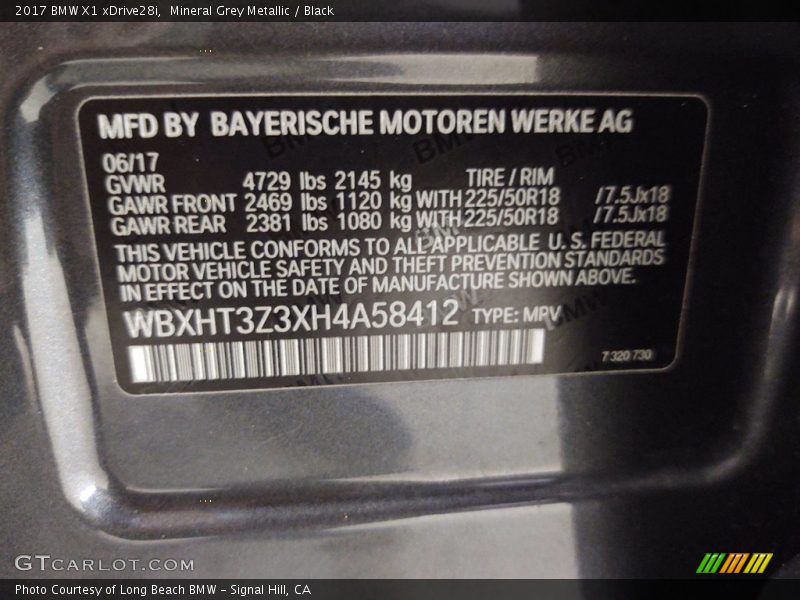 2017 BMW X1 xDrive28i, Mineral Grey Metallic / Black
MFD BY BAYERISCHE MOTOREN WERKE AG
06/17
GVWR 4729 lbs 2145 kg TIRE / RIM
GAWR FRONT 2469 lbs 1120 kg WITH 225/50R18 /7.5Jx18
GAWR REAR 2381 lbs 1080 kg WITH 225/50R18 /7.5Jx18
THIS VEHICLE CONFORMS TO ALL APPLICABLE U.S. FEDERAL
MOTOR VEHICLE SAFETY AND THEFT PREVENTION STANDARDS
IN EFFECT ON THE DATE OF MANUFACTURE SHOWN ABOVE.
WBXHT3Z3XH4A58412 TYPE: MPV
7 320 730
GTCARLOT.COM
Photo Courtesy of Long Beach BMW – Signal Hill, CA